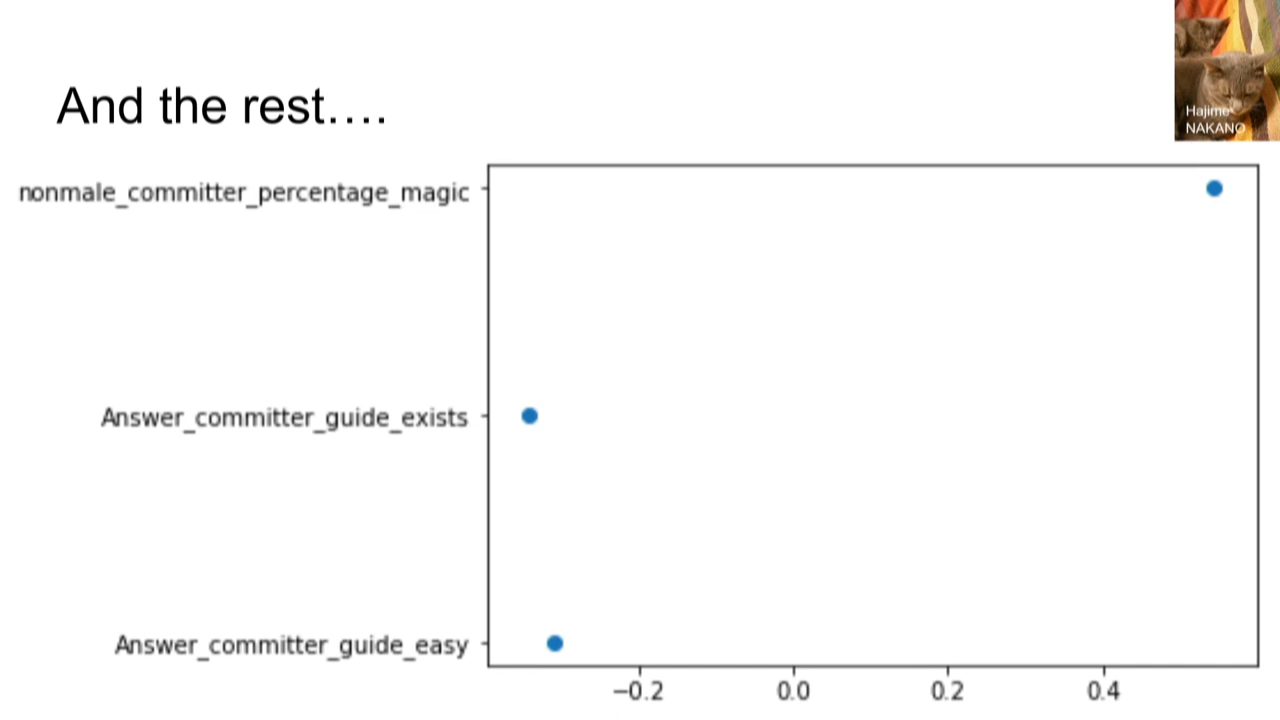 And the rest….
Hajime
NAKANO
nonmale_committer_percentage_magic
Answer_committer_guide_exists
Answer_committer_guide_easy
−0.2 0.0 0.2 0.4